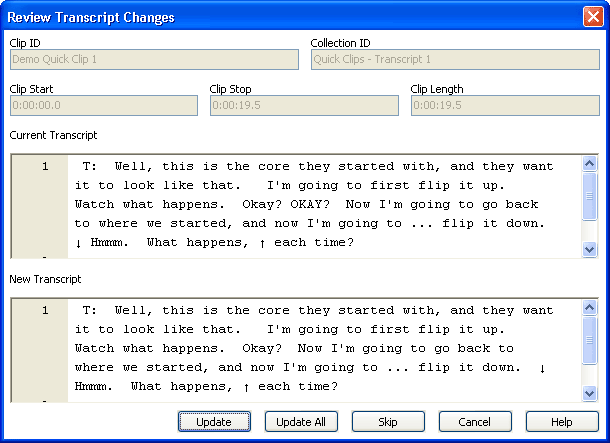 Review Transcript Changes
Clip ID
Collection ID
Demo Quick Clip 1
Quick Clips - Transcript 1
Clip Start
Clip Stop
Clip Length
0:00:00.0
0:00:19.5
0:00:19.5
Current Transcript
1 T: Well, this is the core they started with, and they want
it to look like that. I'm going to first flip it up.
Watch what happens. Okay? OKAY? Now I'm going to go back
to where we started, and now I'm going to ... flip it down.
↓ Hmmm. What happens, ↑ each time?
New Transcript
1 T: Well, this is the core they started with, and they want
it to look like that. I'm going to first flip it up.
Watch what happens. Okay? Now I'm going to go back to
where we started, and now I'm going to ... flip it down. ↓
Hmmm. What happens, ↑ each time?
Update
Update All
Skip
Cancel
Help